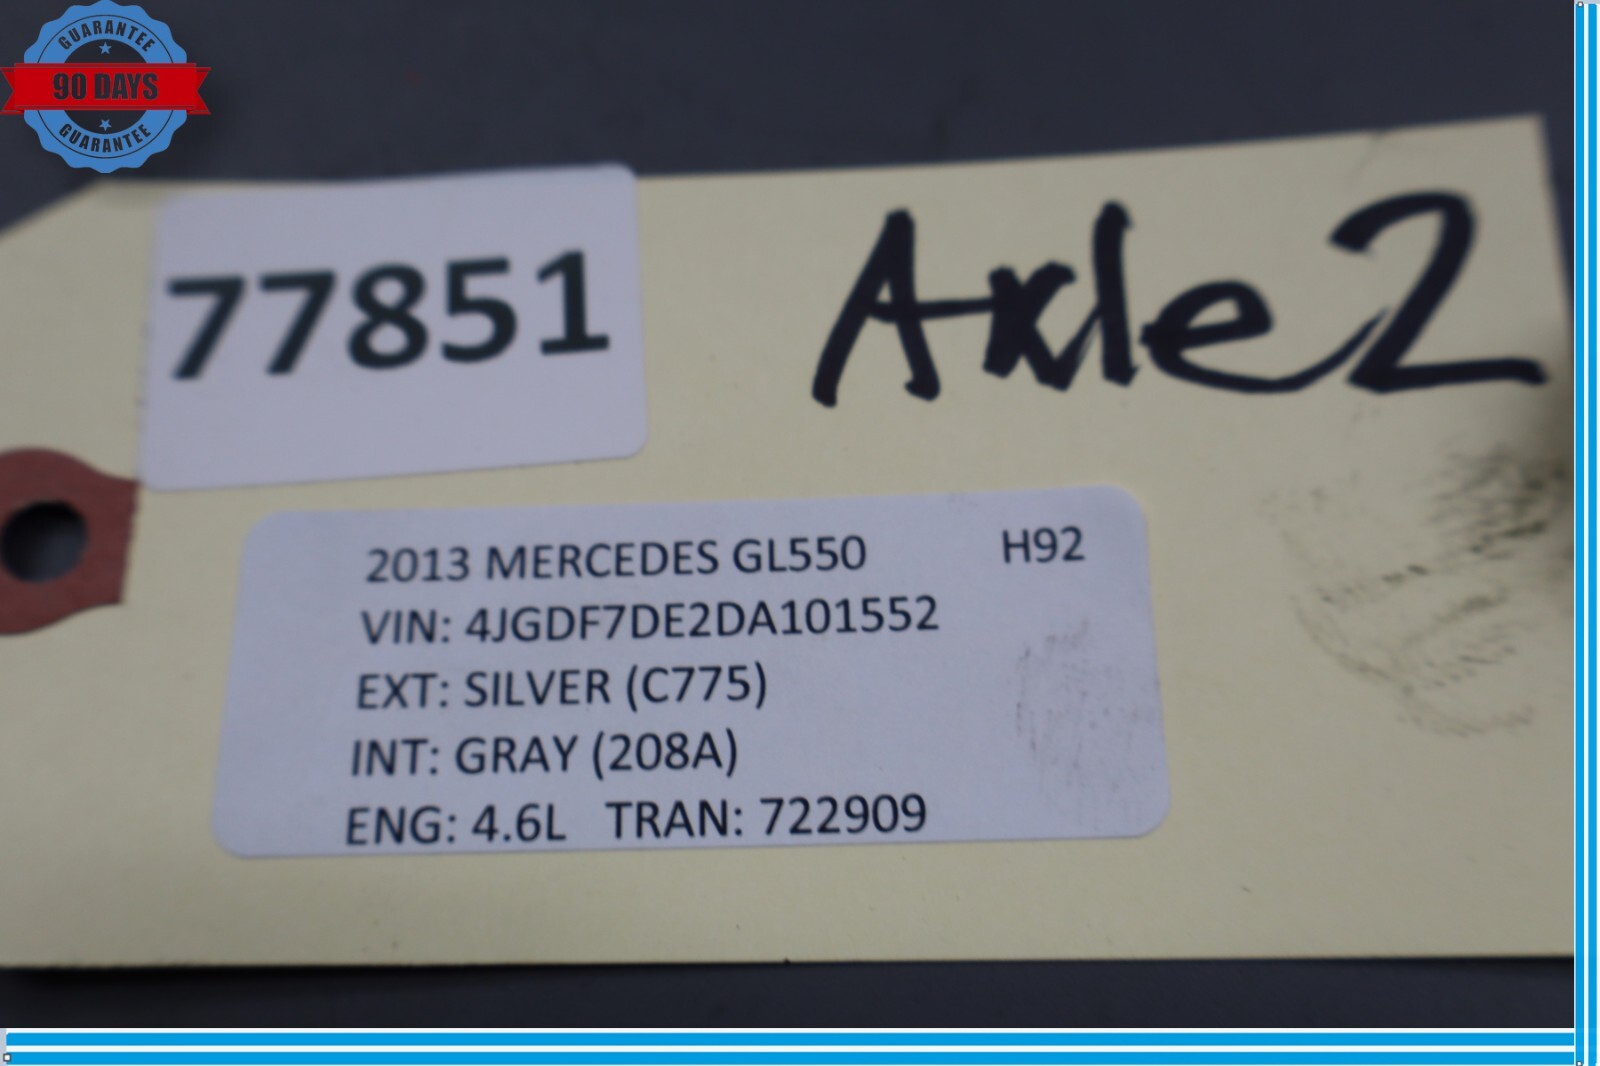 GUARANTEE
90 DAYS
GUARANTEE
77851
Axle 2
2013 MERCEDES GL550 H92
VIN: 4JGDF7DE2DA101552
EXT: SILVER (C775)
INT: GRAY (208A)
ENG: 4.6L TRAN: 722909